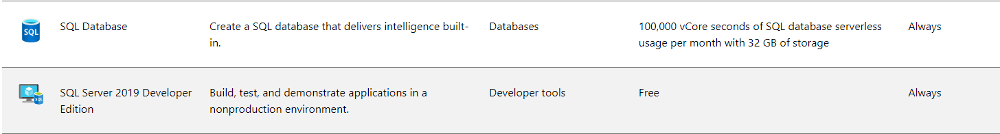 SQL
SQL Database
Create a SQL database that delivers intelligence built-
in.
Databases
100,000 vCore seconds of SQL database serverless
usage per month with 32 GB of storage
Always
SQL
SQL Server 2019 Developer
Edition
Build, test, and demonstrate applications in a
nonproduction environment.
Developer tools
Free
Always